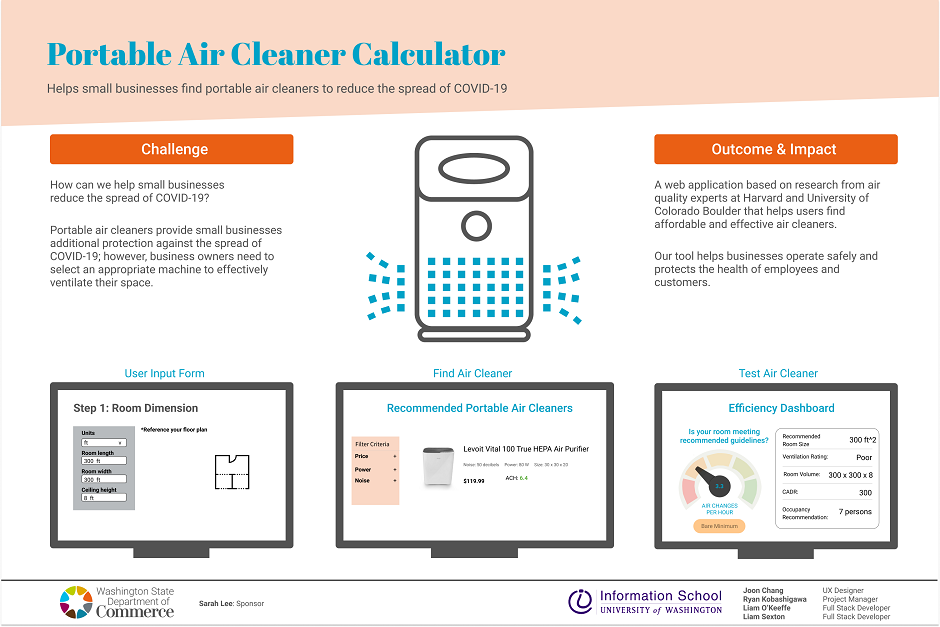 Portable Air Cleaner Calculator
Helps small businesses find portable air cleaners to reduce the spread of COVID-19
Challenge
How can we help small businesses
reduce the spread of COVID-19?
Portable air cleaners provide small businesses
additional protection against the spread of
COVID-19; however, business owners need to
select an appropriate machine to effectively
ventilate their space.
Outcome & Impact
A web application based on research from air
quality experts at Harvard and University of
Colorado Boulder that helps users find
affordable and effective air cleaners.
Our tool helps businesses operate safely and
protects the health of employees and
customers.
User Input Form
Step 1: Room Dimension
Units
ft
Room length
300 ft
Room width
300 ft
Ceiling height
8 ft
*Reference your floor plan
Find Air Cleaner
Recommended Portable Air Cleaners
Filter Criteria
Price +
Power +
Noise +
Levoit Vital 100 True HEPA Air Purifier
Noise: 50 decibels Power: 80 W Size: 30 x 30 x 20
$119.99 ACH: 6.4
Test Air Cleaner
Efficiency Dashboard
Is your room meeting
recommended guidelines?
3.3
AIR CHANGES
PER HOUR
Bare Minimum
Recommended
Room Size 300 ft^2
Ventilation Rating: Poor
Room Volume: 300 x 300 x 8
CADR: 300
Occupancy
Recommendation: 7 persons
Washington State
Department of
Commerce
Sarah Lee: Sponsor
Information School
UNIVERSITY of WASHINGTON
Joon Chang UX Designer
Ryan Kobashigawa Project Manager
Liam O'Keeffe Full Stack Developer
Liam Sexton Full Stack Developer